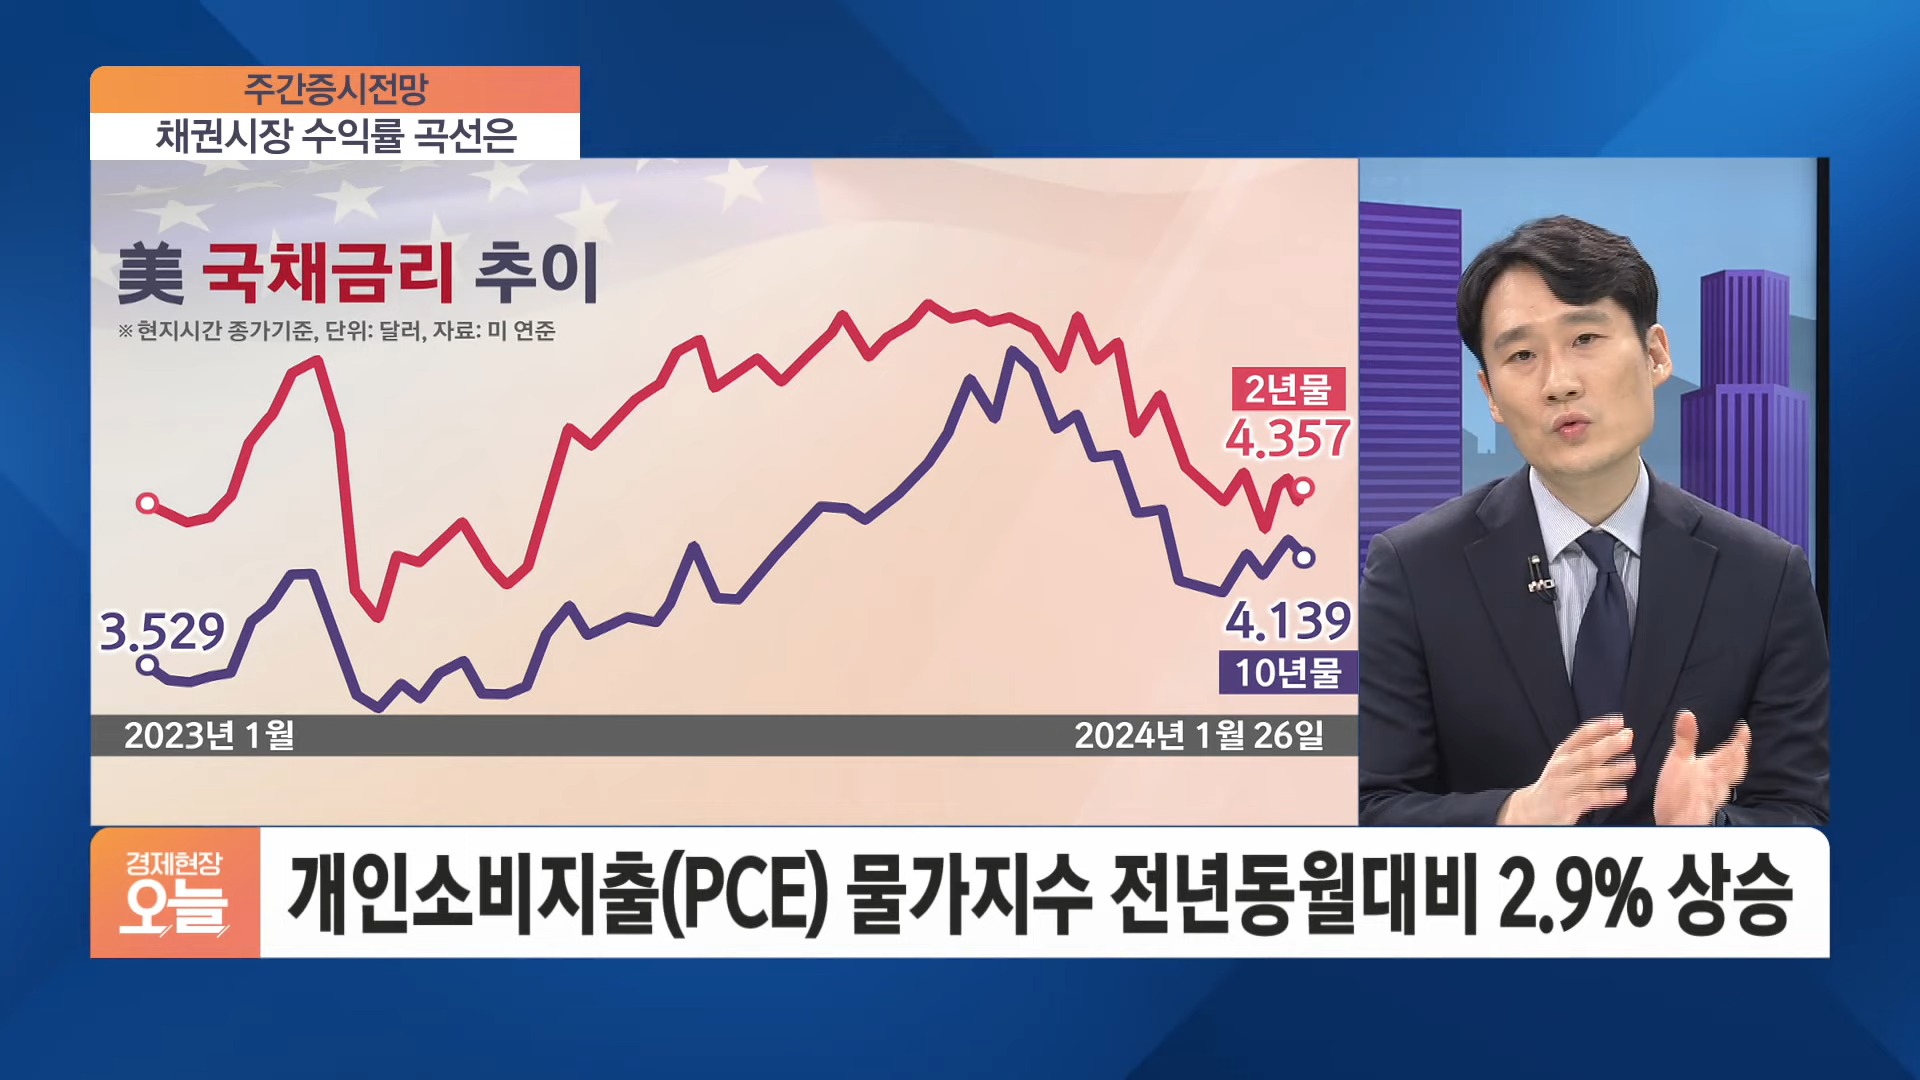 주간증시전망
채권시장 수익률 곡선은
美 국채금리 추이
※현지시간 종가기준, 단위: 달러, 자료: 미 연준
2년물
4.357
3.529
4.139
10년물
2023년 1월
2024년 1월 26일
경제현장
오늘
개인소비지출(PCE) 물가지수 전년동월대비 2.9% 상승